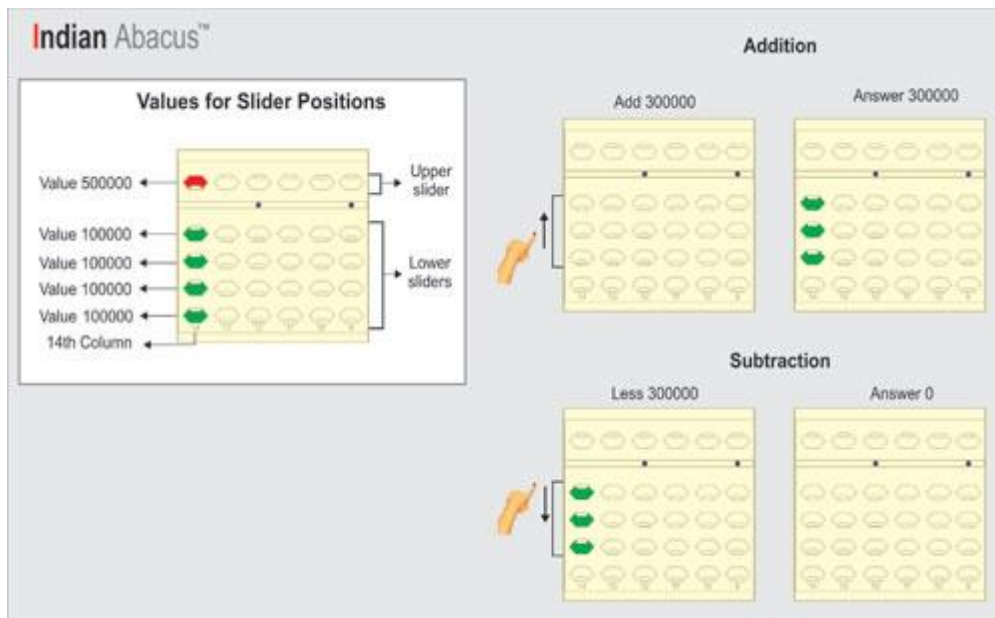 Indian Abacus™
Values for Slider Positions
Value 500000
Upper
slider
Value 100000
Value 100000
Value 100000
Value 100000
Lower
sliders
14th Column
Addition
Add 300000
Answer 300000
Subtraction
Less 300000
Answer 0